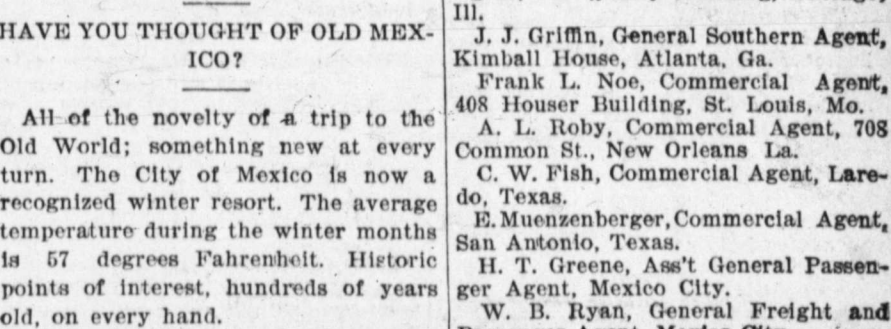 HAVE YOU THOUGHT OF OLD MEX-
ICO?
All of the novelty of a trip to the
Old World; something new at every
turn. The City of Mexico is now a
recognized winter resort. The average
temperature during the winter months
is 57 degrees Fahrenheit. Historic
points of interest, hundreds of years
old, on every hand.
Ill.
J. J. Griffin, General Southern Agent,
Kimball House, Atlanta, Ga.
Frank L. Noe, Commercial Agent,
408 Houser Building, St. Louis, Mo.
A. L. Roby, Commercial Agent, 708
Common St., New Orleans La.
C. W. Fish, Commercial Agent, Lare-
do, Texas.
E. Muenzenberger, Commercial Agent,
San Antonio, Texas.
H. T. Greene, Ass't General Passen-
ger Agent, Mexico City.
W. B. Ryan, General Freight and